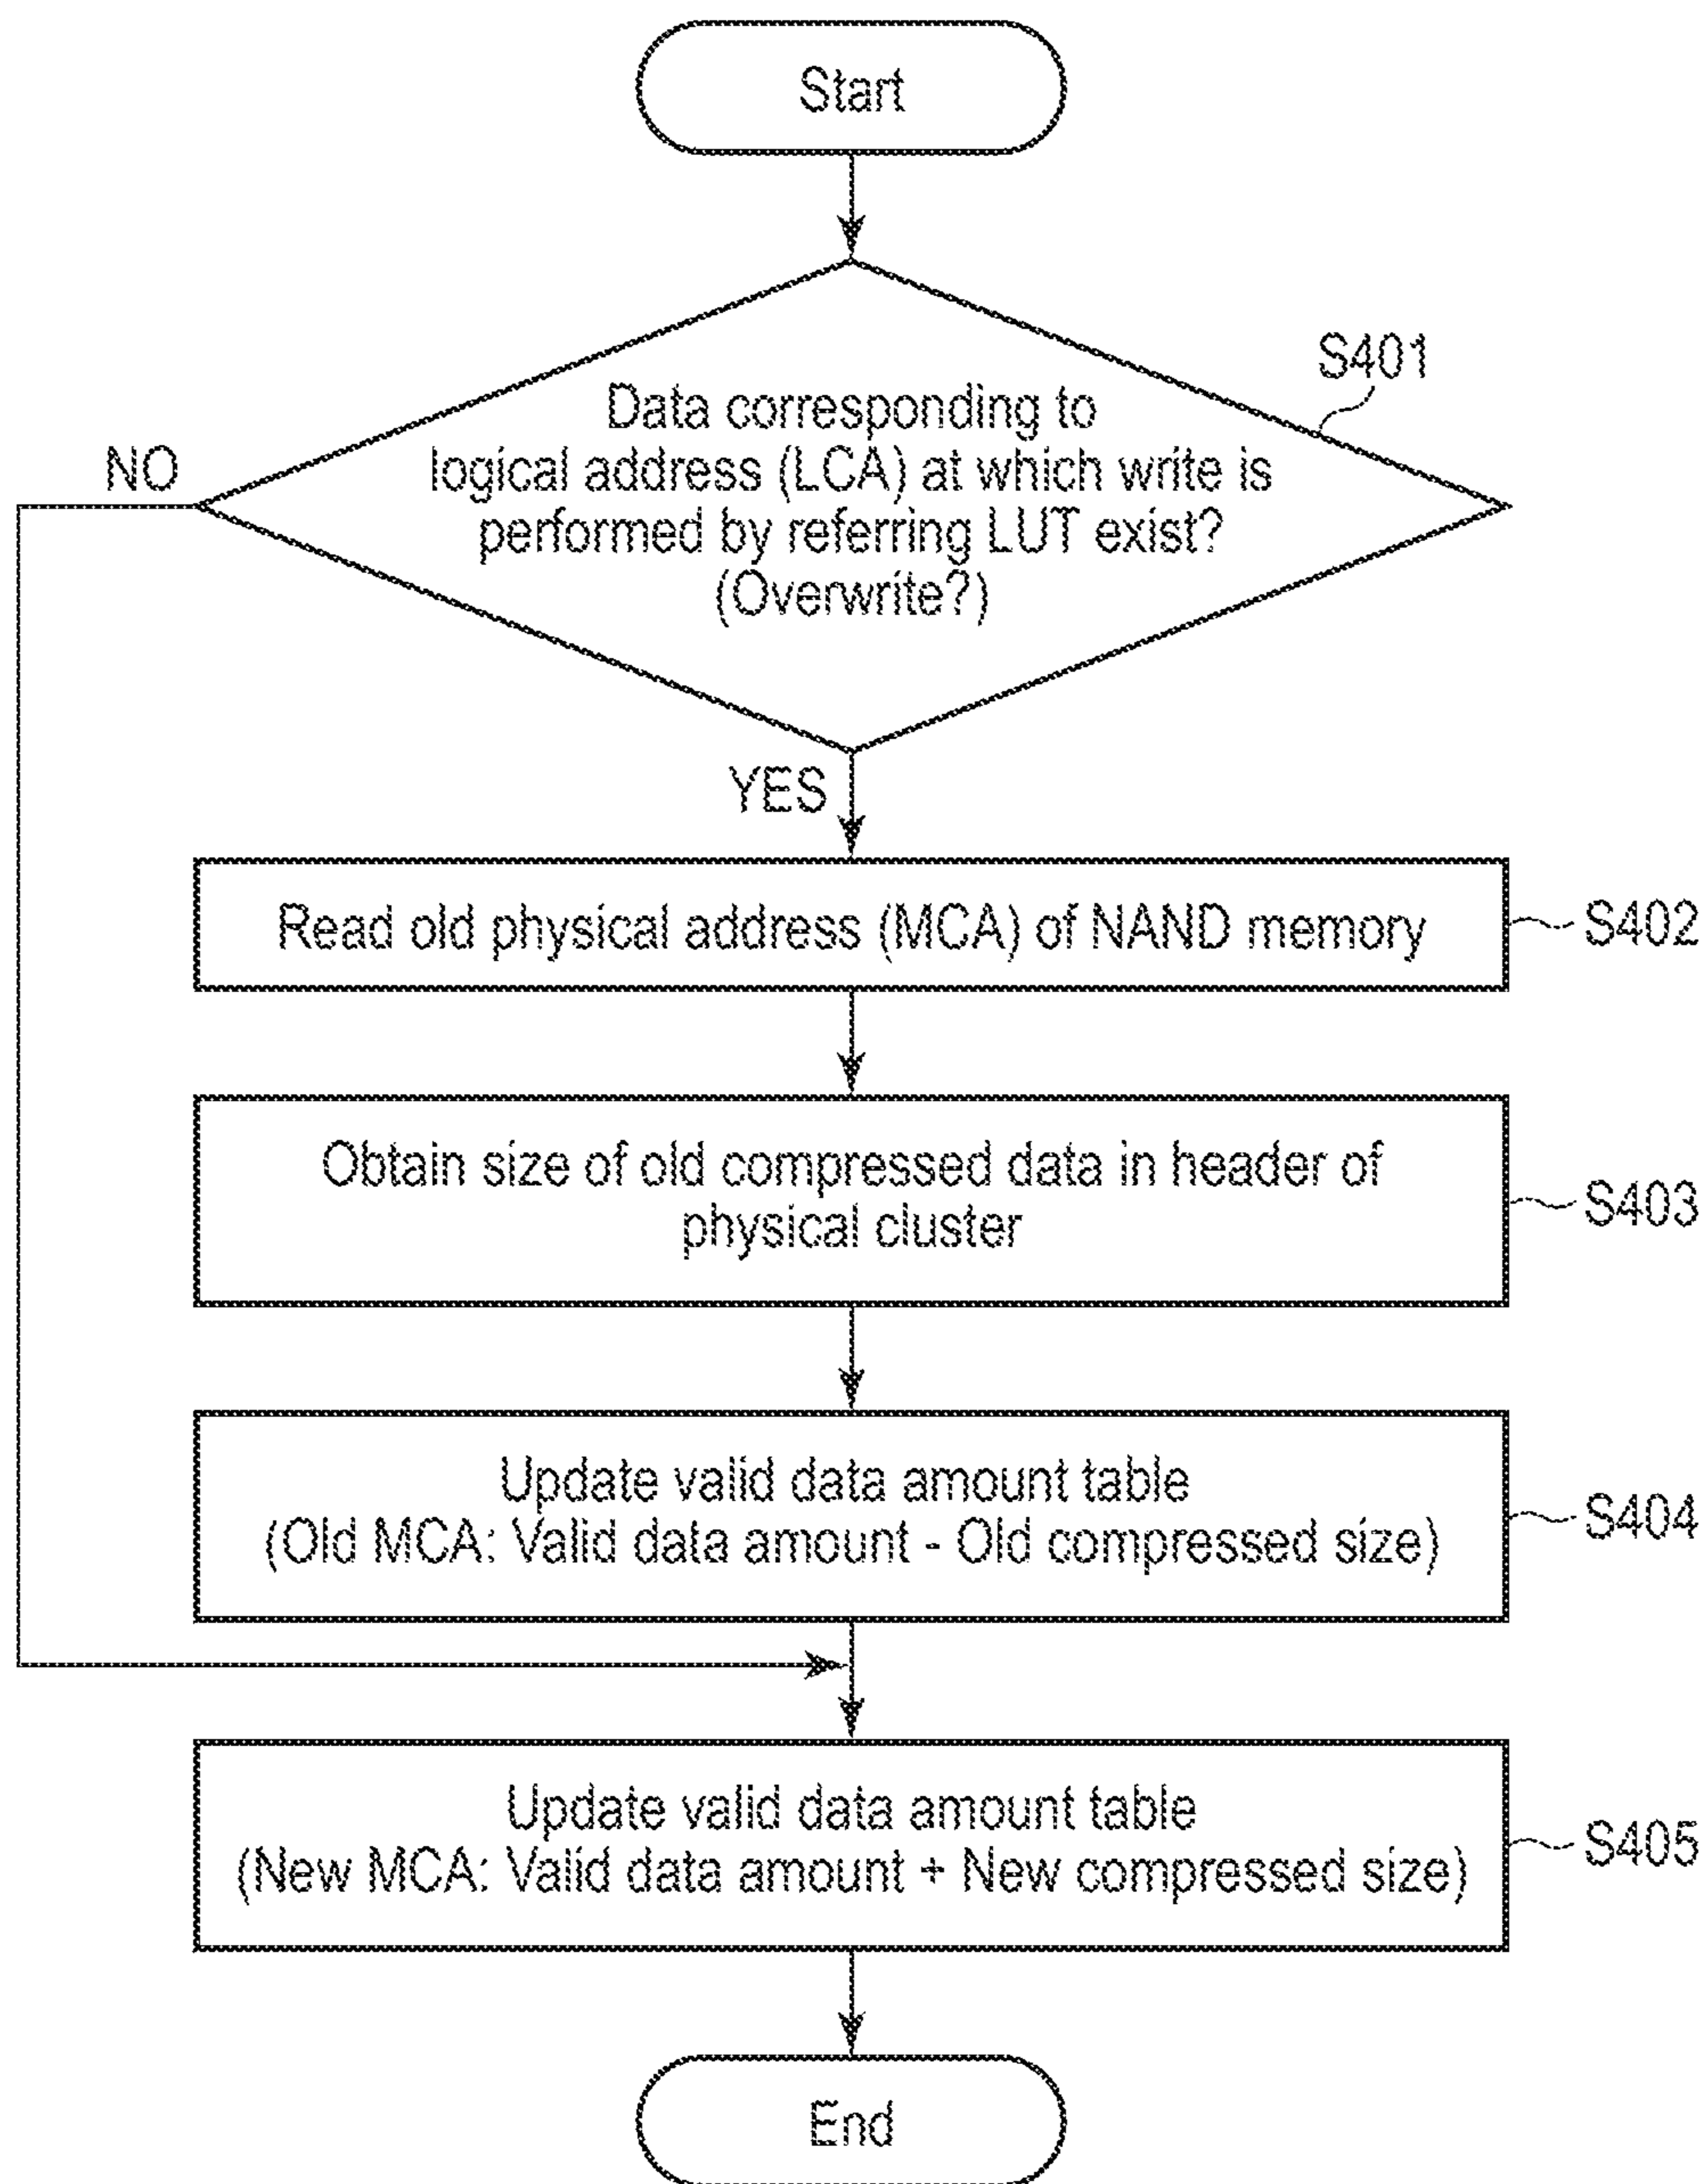 Start
S401
Data corresponding to
logical address (LCA) at which write is
performed by referring LUT exist?
(Overwrite?)
NO
YES
Read old physical address (MCA) of NAND memory
S402
Obtain size of old compressed data in header of
physical cluster
S403
Update valid data amount table
(Old MCA: Valid data amount - Old compressed size)
S404
Update valid data amount table
(New MCA: Valid data amount + New compressed size)
S405
End